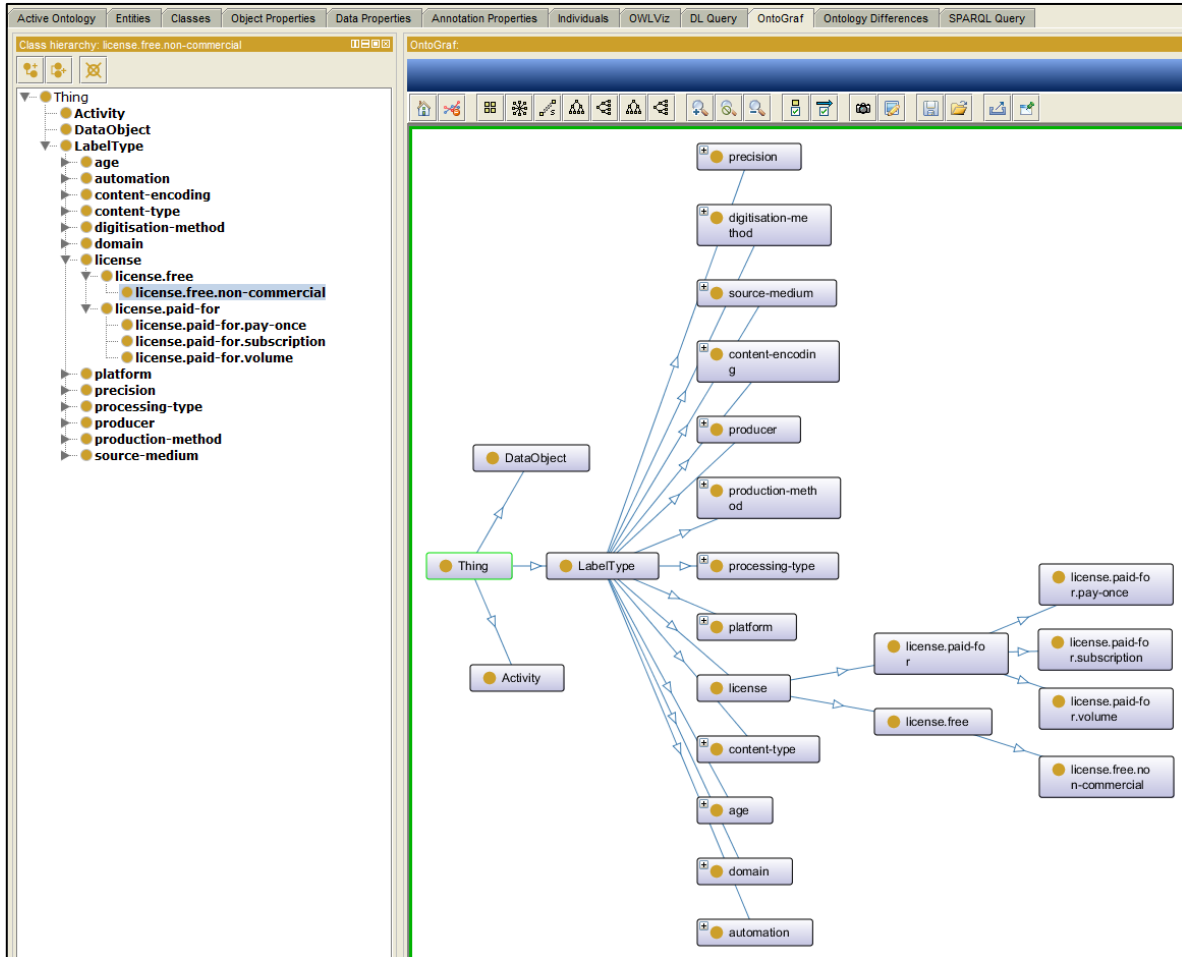 Active Ontology Entities Classes Object Properties Data Properties Annotation Properties Individuals OWLViz DL Query OntoGraf Ontology Differences SPARQL Query
Class hierarchy: license.free.non-commercial
Thing
Activity
DataObject
LabelType
age
automation
content-encoding
content-type
digitisation-method
domain
license
license.free
license.free.non-commercial
license.paid-for
license.paid-for.pay-once
license.paid-for.subscription
license.paid-for.volume
platform
precision
processing-type
producer
production-method
source-medium
OntoGraf:
precision
digitisation-me
thod
source-medium
content-encodin
g
producer
DataObject
production-meth
od
Thing
LabelType
processing-type
platform
Activity
license
content-type
age
domain
automation
license.paid-fo
r
license.free
license.paid-fo
r.pay-once
license.paid-fo
r.subscription
license.paid-fo
r.volume
license.free.no
n-commercial